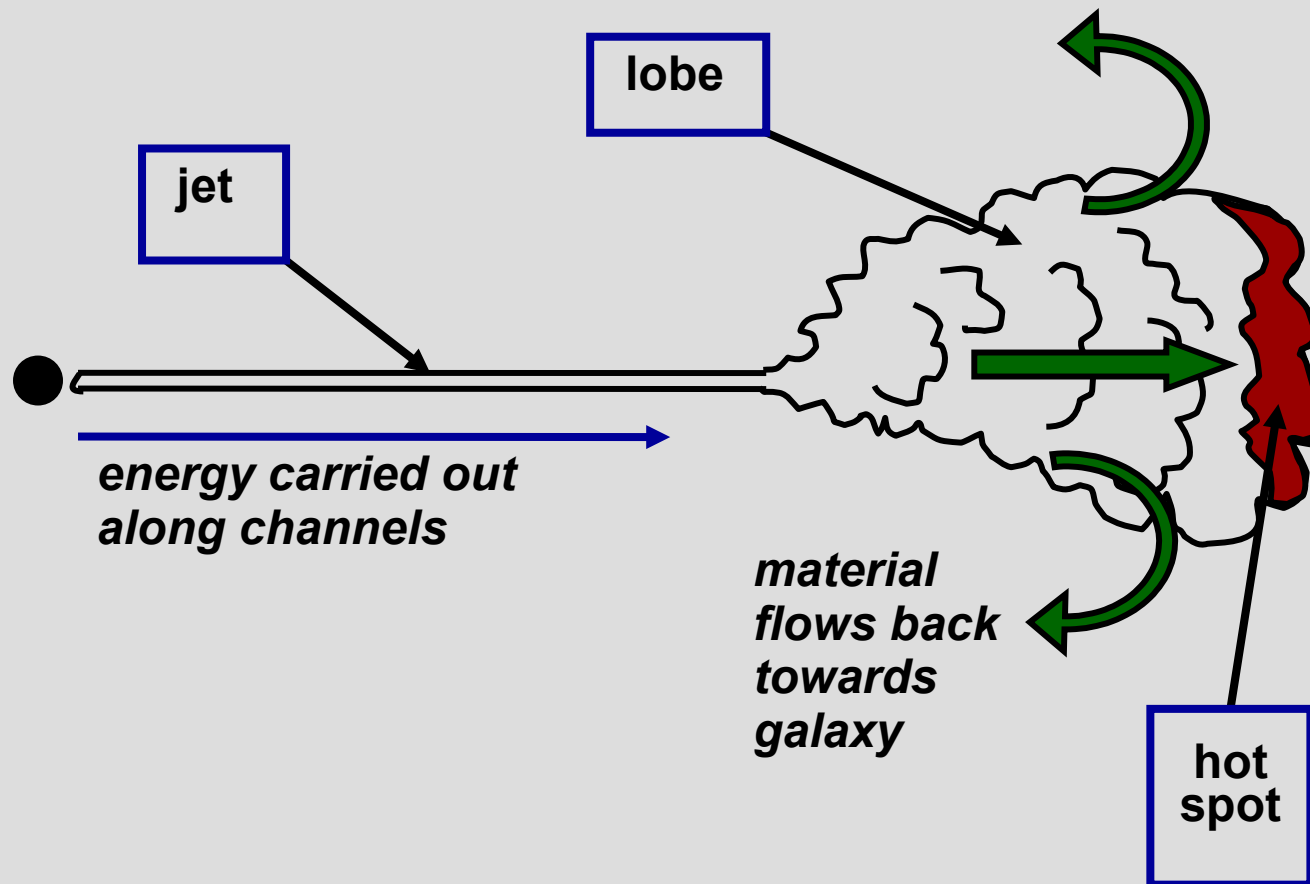 lobe
jet
energy carried out
along channels
material
flows back
towards
galaxy
hot
spot